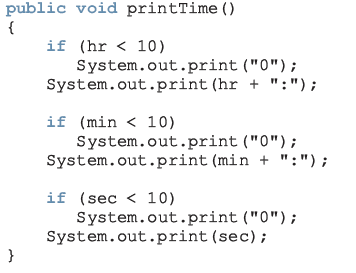 public void printTime()
{
if (hr < 10)
System.out.print("0");
System.out.print(hr + ":");
if (min < 10)
System.out.print("0");
System.out.print(min + ":");
if (sec < 10)
System.out.print("0");
System.out.print(sec);
}